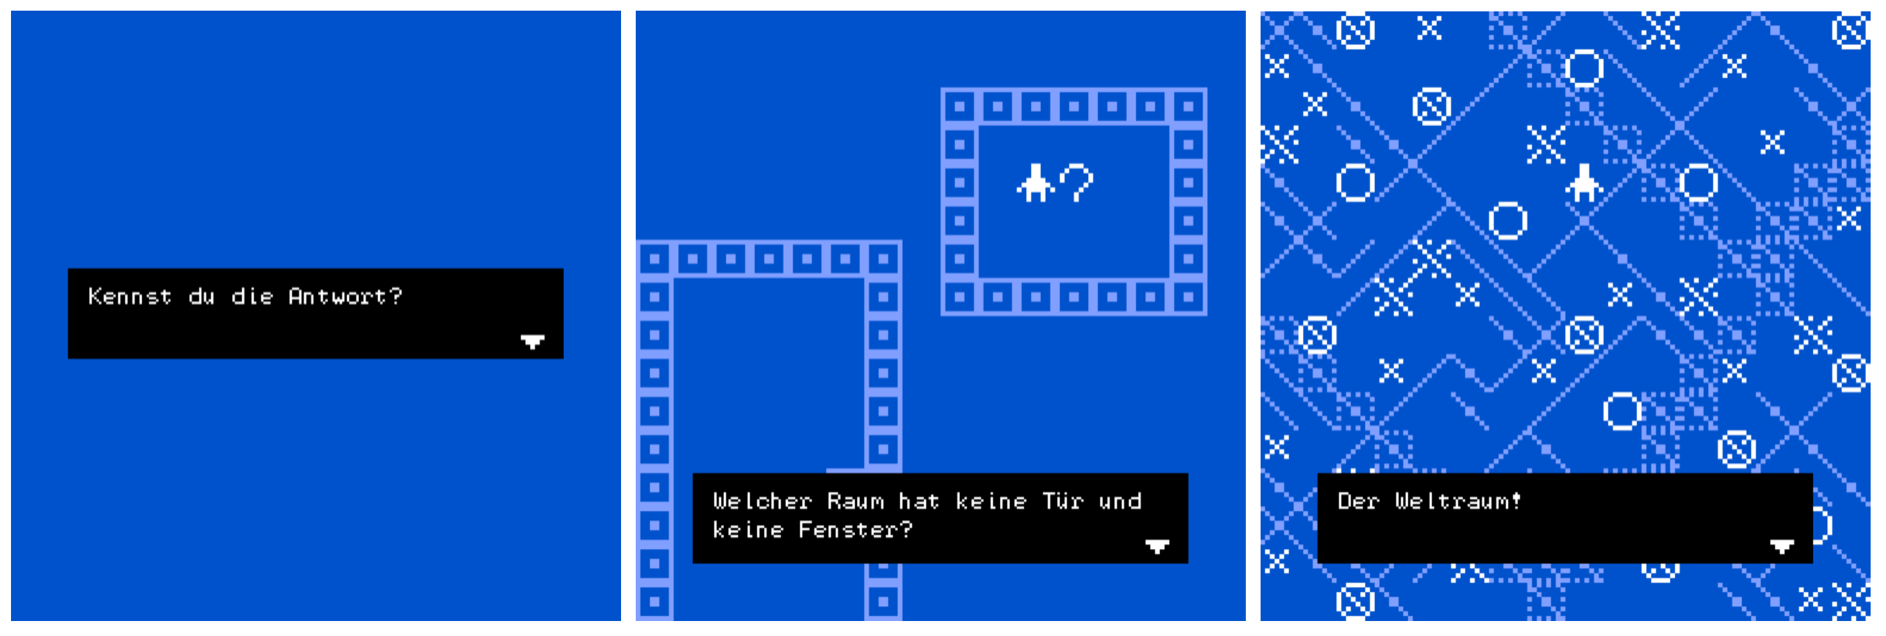 Kennst du die Antwort?
?
Welcher Raum hat keine Tür und
keine Fenster?
Der Weltraum!